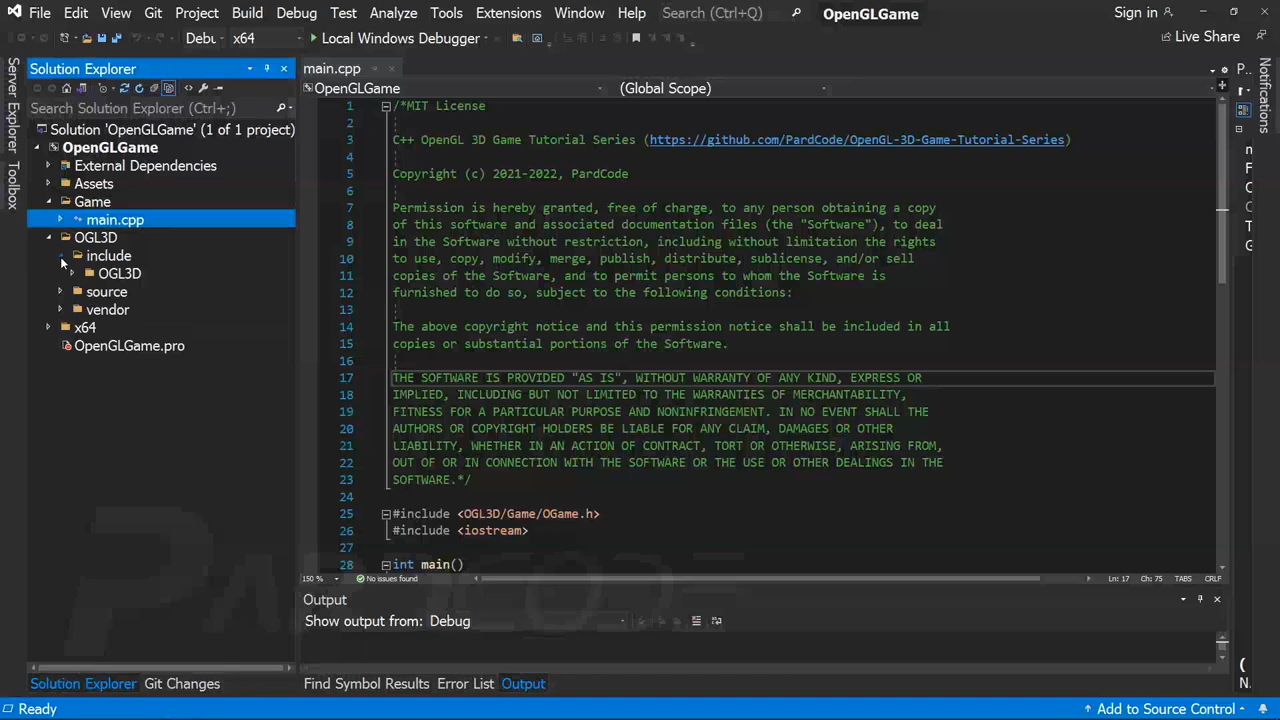 File Edit View Git Project Build Debug Test Analyze Tools Extensions Window Help Search (Ctrl+Q) OpenGLGame Sign in
Debu x64 Local Windows Debugger Live Share
Server Explorer
Toolbox
Solution Explorer
Search Solution Explorer (Ctrl+;)
Solution 'OpenGLGame' (1 of 1 project)
OpenGLGame
External Dependencies
Assets
Game
main.cpp
OGL3D
include
OGL3D
source
vendor
x64
OpenGLGame.pro
Solution Explorer Git Changes
main.cpp
OpenGLGame (Global Scope)
1 /*MIT License
2
3 C++ OpenGL 3D Game Tutorial Series (https://github.com/PardCode/OpenGL-3D-Game-Tutorial-Series)
4
5 Copyright (c) 2021-2022, PardCode
6
7 Permission is hereby granted, free of charge, to any person obtaining a copy
8 of this software and associated documentation files (the "Software"), to deal
9 in the Software without restriction, including without limitation the rights
10 to use, copy, modify, merge, publish, distribute, sublicense, and/or sell
11 copies of the Software, and to permit persons to whom the Software is
12 furnished to do so, subject to the following conditions:
13
14 The above copyright notice and this permission notice shall be included in all
15 copies or substantial portions of the Software.
16
17 THE SOFTWARE IS PROVIDED "AS IS", WITHOUT WARRANTY OF ANY KIND, EXPRESS OR
18 IMPLIED, INCLUDING BUT NOT LIMITED TO THE WARRANTIES OF MERCHANTABILITY,
19 FITNESS FOR A PARTICULAR PURPOSE AND NONINFRINGEMENT. IN NO EVENT SHALL THE
20 AUTHORS OR COPYRIGHT HOLDERS BE LIABLE FOR ANY CLAIM, DAMAGES OR OTHER
21 LIABILITY, WHETHER IN AN ACTION OF CONTRACT, TORT OR OTHERWISE, ARISING FROM,
22 OUT OF OR IN CONNECTION WITH THE SOFTWARE OR THE USE OR OTHER DEALINGS IN THE
23 SOFTWARE.*/
24
25 #include <OGL3D/Game/OGame.h>
26 #include <iostream>
27
28 int main()
150 % No issues found Ln: 17 Ch: 75 TABS CRLF
Output
Show output from: Debug
Find Symbol Results Error List Output
P..
Notifications
PARDCODE
Ready Add to Source Control